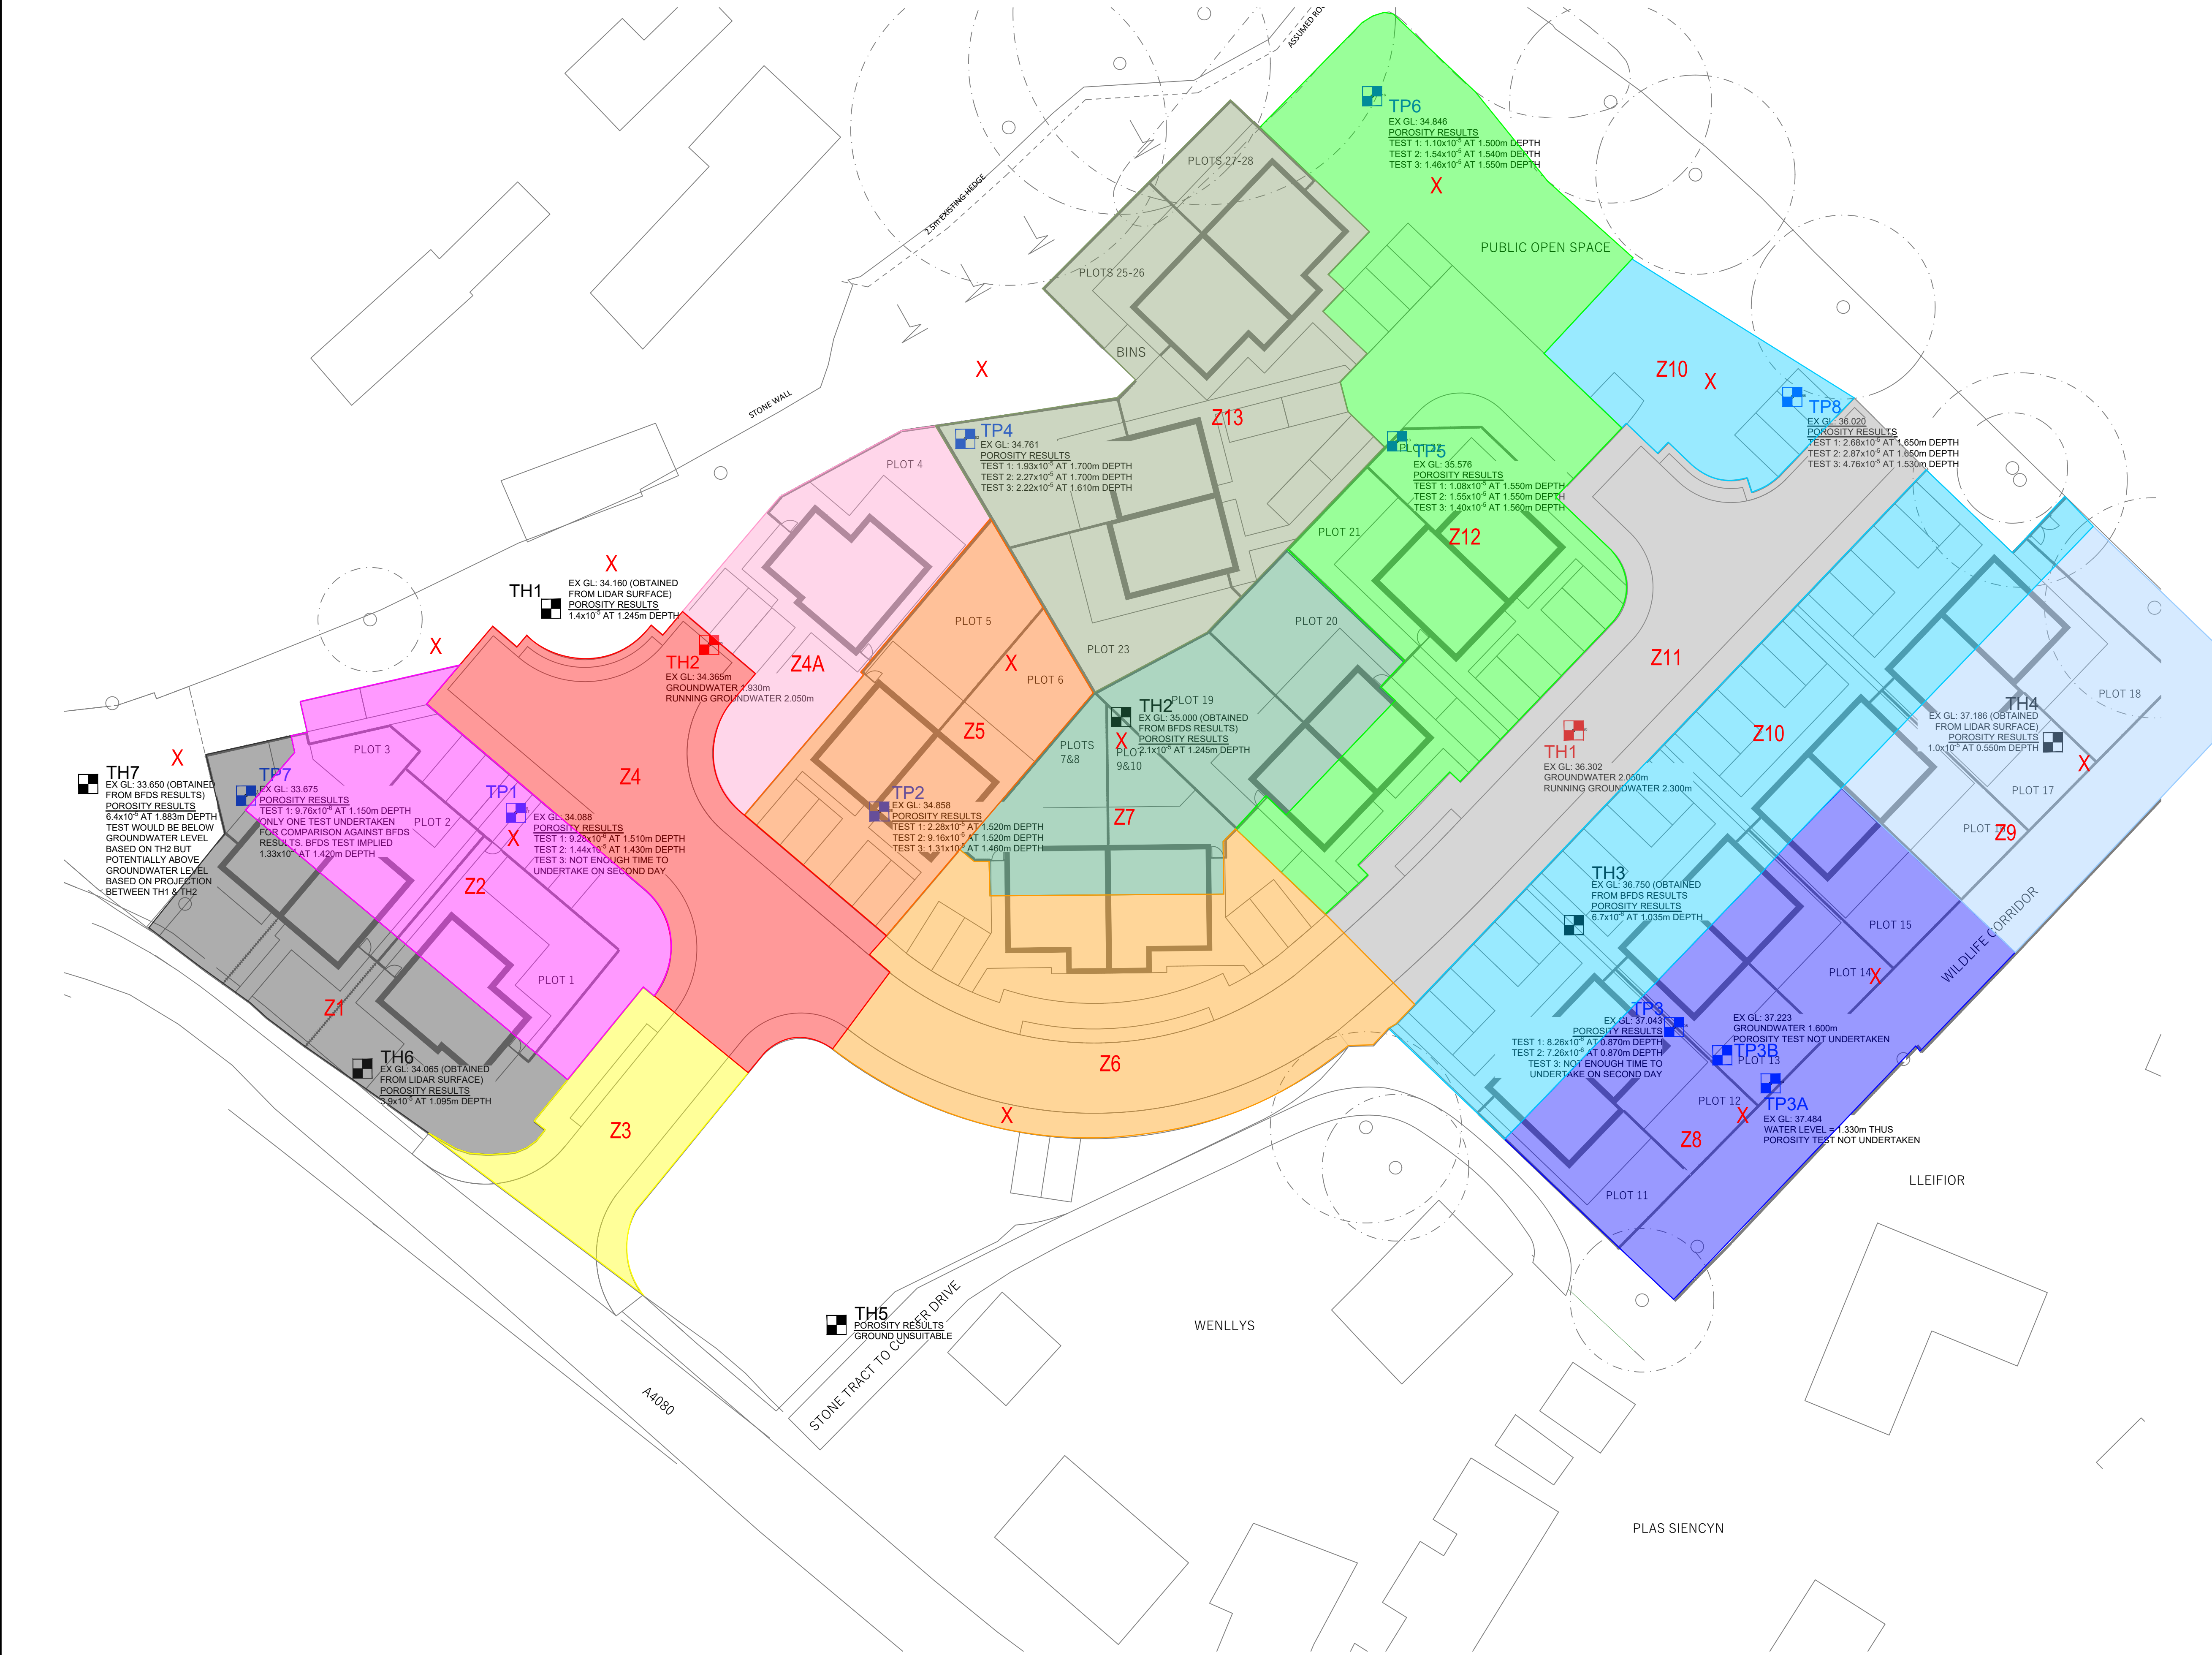 ASSUMED
2.5m EXISTING HEDGE
STONE WALL
TP6
EX GL: 34.846
POROSITY RESULTS
TEST 1: 1.10x10⁻⁵ AT 1.500m DEPTH
TEST 2: 1.54x10⁻⁵ AT 1.540m DEPTH
TEST 3: 1.46x10⁻⁵ AT 1.550m DEPTH
X
PUBLIC OPEN SPACE
PLOTS 27-28
PLOTS 25-26
BINS
X
Z13
Z10
X
TP8
EX GL: 36.020
POROSITY RESULTS
TEST 1: 2.68x10⁻⁵ AT 1.650m DEPTH
TEST 2: 2.87x10⁻⁵ AT 1.650m DEPTH
TEST 3: 4.76x10⁻⁵ AT 1.530m DEPTH
TP4
EX GL: 34.761
POROSITY RESULTS
TEST 1: 1.93x10⁻⁵ AT 1.700m DEPTH
TEST 2: 2.27x10⁻⁵ AT 1.700m DEPTH
TEST 3: 2.22x10⁻⁵ AT 1.610m DEPTH
PLOT 4
TP5
EX GL: 35.576
POROSITY RESULTS
TEST 1: 1.08x10⁻⁵ AT 1.550m DEPTH
TEST 2: 1.55x10⁻⁵ AT 1.550m DEPTH
TEST 3: 1.40x10⁻⁵ AT 1.560m DEPTH
PLOT 21
Z12
X
TH1
EX GL: 34.160 (OBTAINED
FROM LIDAR SURFACE)
POROSITY RESULTS
1.4x10⁻⁵ AT 1.245m DEPTH
X
TH2
EX GL: 34.365m
GROUNDWATER 1.930m
RUNNING GROUNDWATER 2.050m
Z4A
PLOT 5
X
PLOT 6
PLOT 23
PLOT 20
Z11
PLOT 19
TH2
EX GL: 35.000 (OBTAINED
FROM BFDS RESULTS)
POROSITY RESULTS
2.1x10⁻⁵ AT 1.245m DEPTH
X
PLOTS
7&8
PLOT
9&10
Z5
Z7
TH1
EX GL: 36.302
GROUNDWATER 2.050m
RUNNING GROUNDWATER 2.300m
Z10
TH4
EX GL: 37.186 (OBTAINED
FROM LIDAR SURFACE)
POROSITY RESULTS
1.0x10⁻⁵ AT 0.550m DEPTH
PLOT 18
X
PLOT 17
PLOT 16
Z9
X
TH7
EX GL: 33.650 (OBTAINED
FROM BFDS RESULTS)
POROSITY RESULTS
6.4x10⁻⁵ AT 1.883m DEPTH
TEST WOULD BE BELOW
GROUNDWATER LEVEL
BASED ON TH2 BUT
POTENTIALLY ABOVE
GROUNDWATER LEVEL
BASED ON PROJECTION
BETWEEN TH1 & TH2
PLOT 3
TP7
EX GL: 33.675
POROSITY RESULTS
TEST 1: 9.76x10⁻⁶ AT 1.150m DEPTH
ONLY ONE TEST UNDERTAKEN
FOR COMPARISON AGAINST BFDS
RESULTS. BFDS TEST IMPLIED
1.33x10⁻⁴ AT 1.420m DEPTH
PLOT 2
Z4
TP1
X
EX GL: 34.088
POROSITY RESULTS
TEST 1: 9.28x10⁻⁶ AT 1.510m DEPTH
TEST 2: 1.44x10⁻⁵ AT 1.430m DEPTH
TEST 3: NOT ENOUGH TIME TO
UNDERTAKE ON SECOND DAY
TP2
EX GL: 34.858
POROSITY RESULTS
TEST 1: 2.28x10⁻⁵ AT 1.520m DEPTH
TEST 2: 9.16x10⁻⁶ AT 1.520m DEPTH
TEST 3: 1.31x10⁻⁵ AT 1.460m DEPTH
Z2
PLOT 1
Z1
TH3
EX GL: 36.750 (OBTAINED
FROM BFDS RESULTS
POROSITY RESULTS
6.7x10⁻⁶ AT 1.035m DEPTH
PLOT 15
WILDLIFE CORRIDOR
PLOT 14
X
TP3
EX GL: 37.043
POROSITY RESULTS
TEST 1: 8.26x10⁻⁶ AT 0.870m DEPTH
TEST 2: 7.26x10⁻⁶ AT 0.870m DEPTH
TEST 3: NOT ENOUGH TIME TO
UNDERTAKE ON SECOND DAY
EX GL: 37.223
GROUNDWATER 1.600m
POROSITY TEST NOT UNDERTAKEN
TP3B
PLOT 13
TH6
EX GL: 34.065 (OBTAINED
FROM LIDAR SURFACE)
POROSITY RESULTS
3.9x10⁻⁵ AT 1.095m DEPTH
Z6
X
Z3
PLOT 12
X
TP3A
EX GL: 37.484
WATER LEVEL = 1.330m THUS
POROSITY TEST NOT UNDERTAKEN
Z8
PLOT 11
LLEIFIOR
TH5
POROSITY RESULTS
GROUND UNSUITABLE
STONE TRACT TO DRIVE
WENLLYS
A4080
PLAS SIENCYN